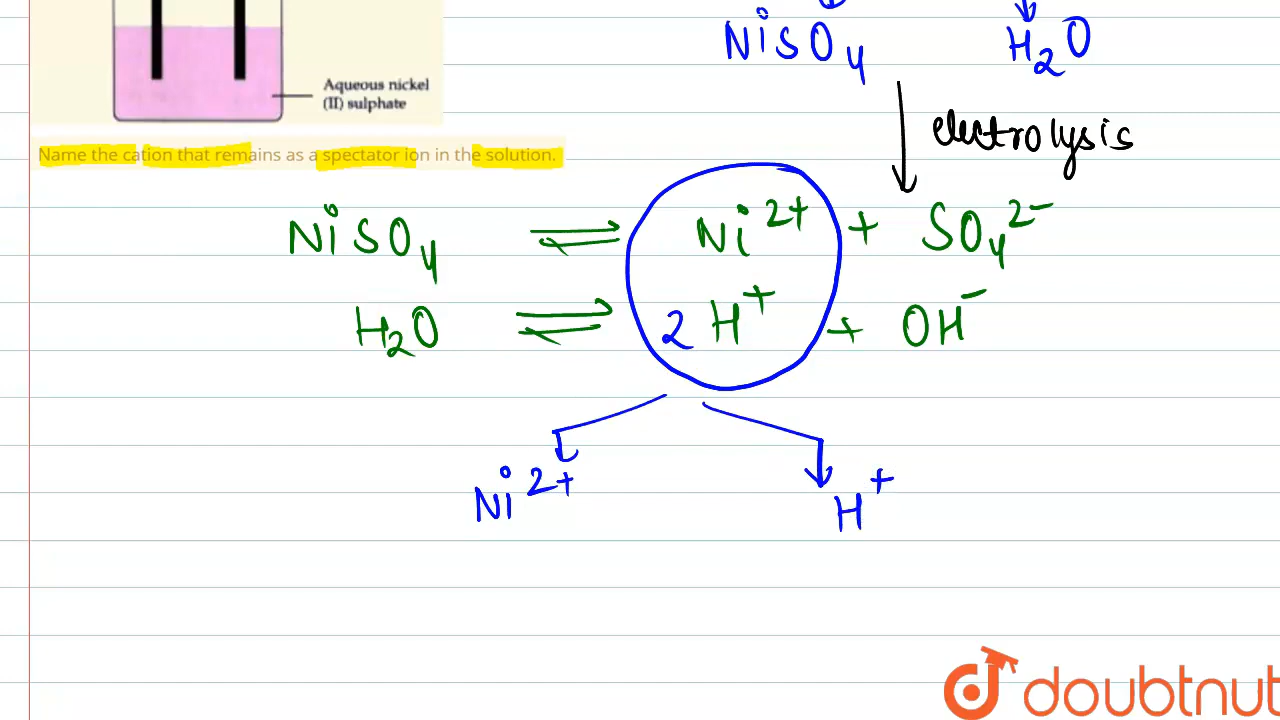 NiSO4 H2O
Aqueous nickel
(II) sulphate
electrolysis
Name the cation that remains as a spectator ion in the solution.
NiSO4 ⇌ Ni2+ + SO42-
H2O ⇌ 2H+ + OH-
Ni2+ H+
doubtnut